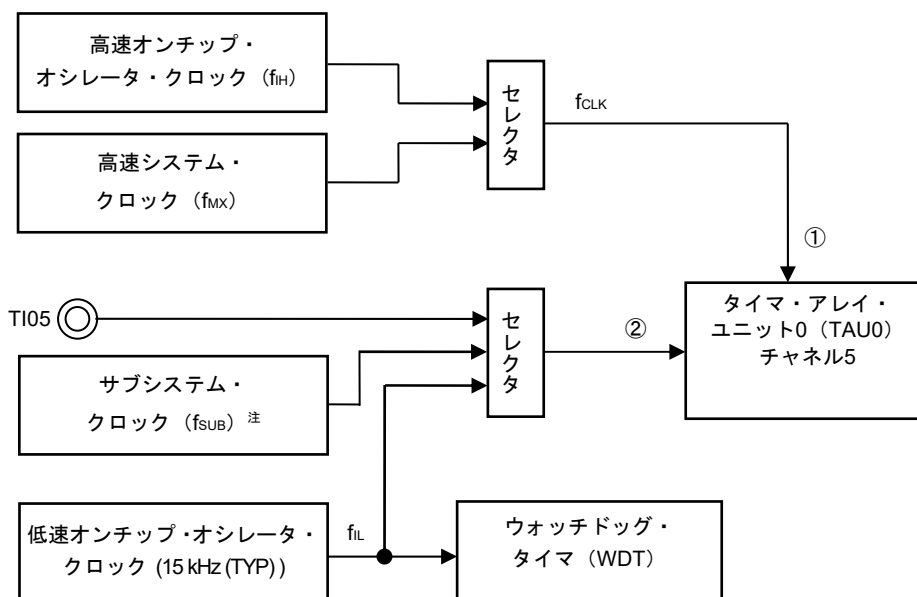 高速オンチップ・
オシレータ・クロック（fIH）
セレクタ
fCLK
高速システム・
クロック（fMX）
①
TI05
セレクタ
②
タイマ・アレイ・
ユニット0（TAU0）
チャネル5
サブシステム・
クロック（fSUB）注
低速オンチップ・オシレータ・
クロック (15 kHz (TYP) )
fIL
ウォッチドッグ・
タイマ（WDT）